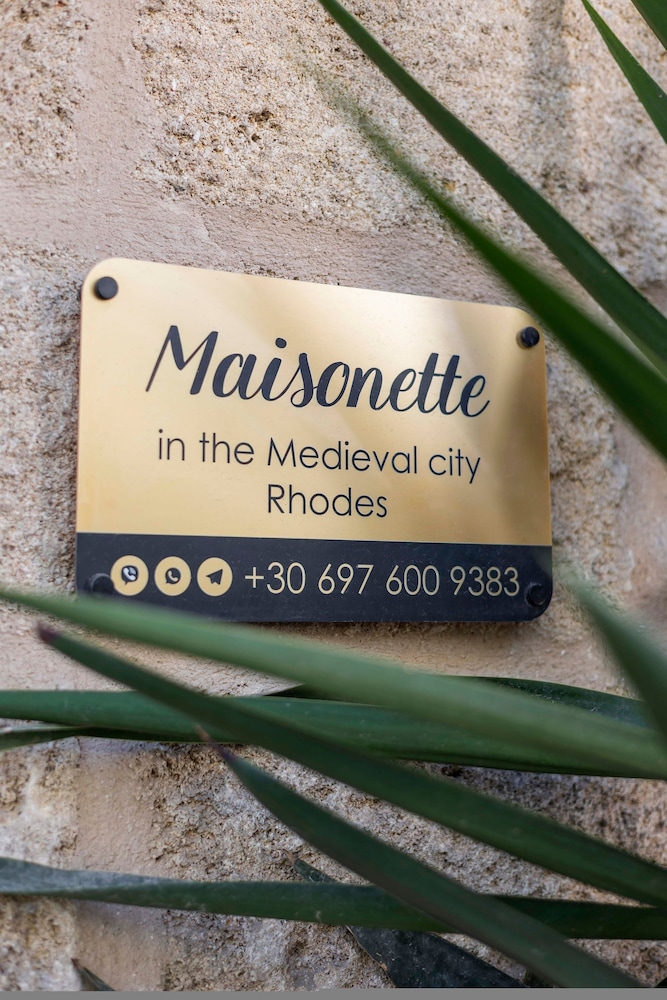 Maisonette
in the Medieval city
Rhodes
+30 697 600 9383